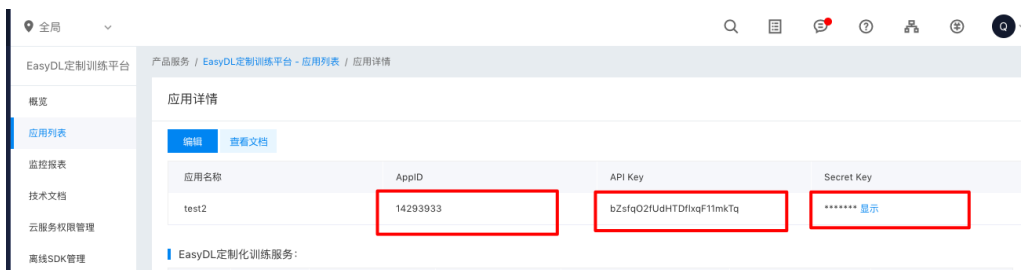 全局
EasyDL定制训练平台
产品服务 / EasyDL定制训练平台 - 应用列表 / 应用详情
概览
应用详情
应用列表
编辑 查看文档
监控报表
应用名称 AppID API Key Secret Key
技术文档
test2 14293933 bZsfqO2fUdHTDfIxqF11mkTq ******* 显示
云服务权限管理
EasyDL定制化训练服务：
离线SDK管理
Q